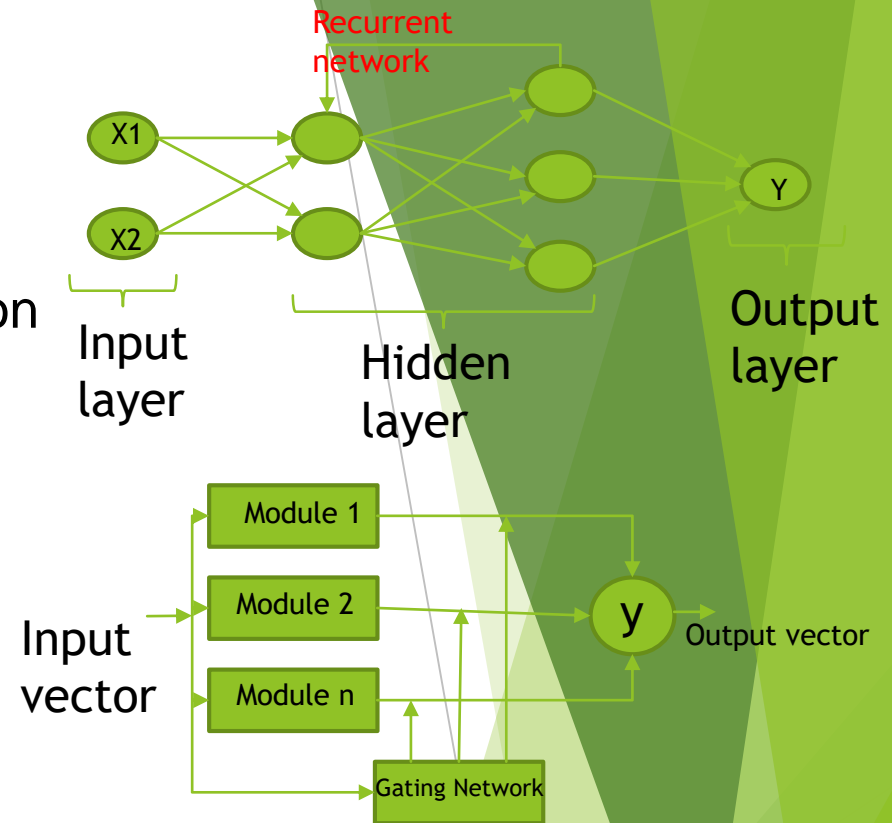 Recurrent
network
X1
X2
Y
on
Input
layer
Hidden
layer
Output
layer
Module 1
Module 2
Module n
Input
vector
y
Output vector
Gating Network